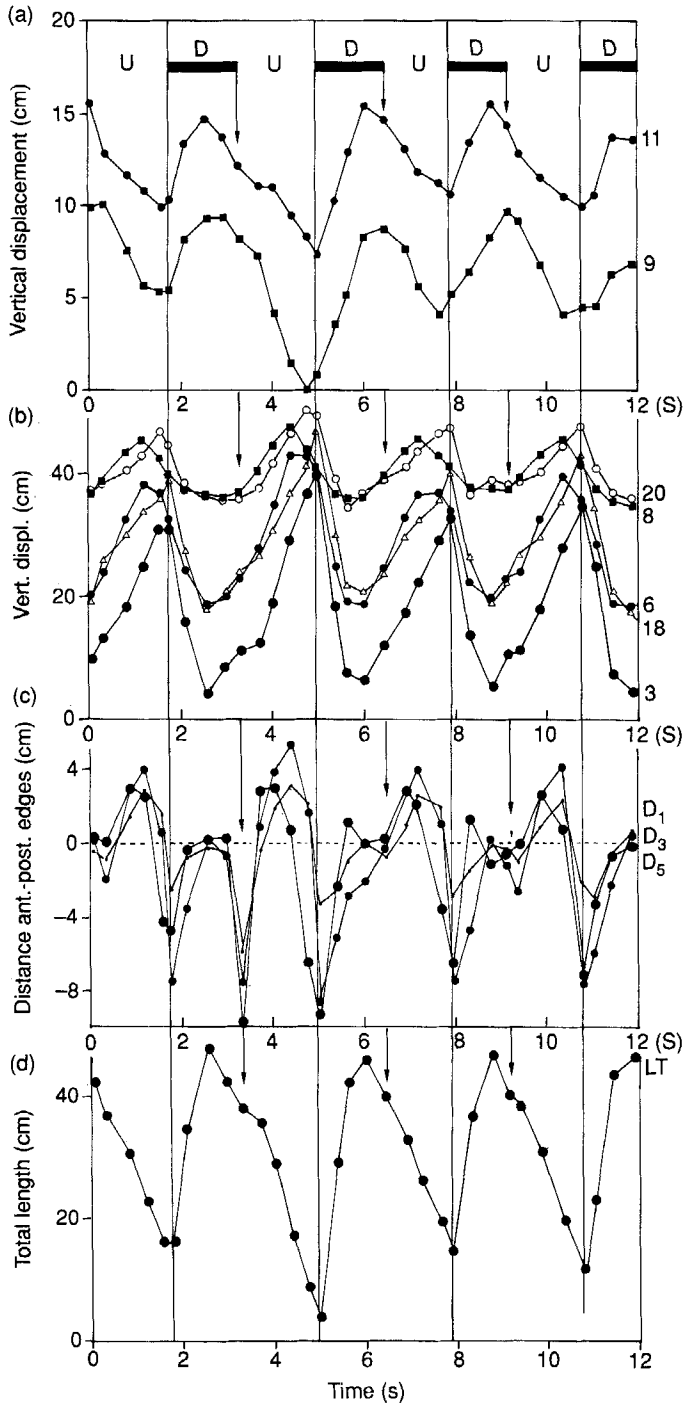 (a)
20
15
10
5
0
Vertical displacement (cm)
U D U D U D U D
11
9
0 2 4 6 8 10 12 (S)
(b)
40
20
0
Vert. displ. (cm)
20
8
6
18
3
0 2 4 6 8 10 12 (S)
(c)
4
0
−4
−8
Distance ant.-post. edges (cm)
D1
D3
D5
0 2 4 6 8 10 12 (S)
(d)
40
20
0
Total length (cm)
LT
0 2 4 6 8 10 12
Time (s)